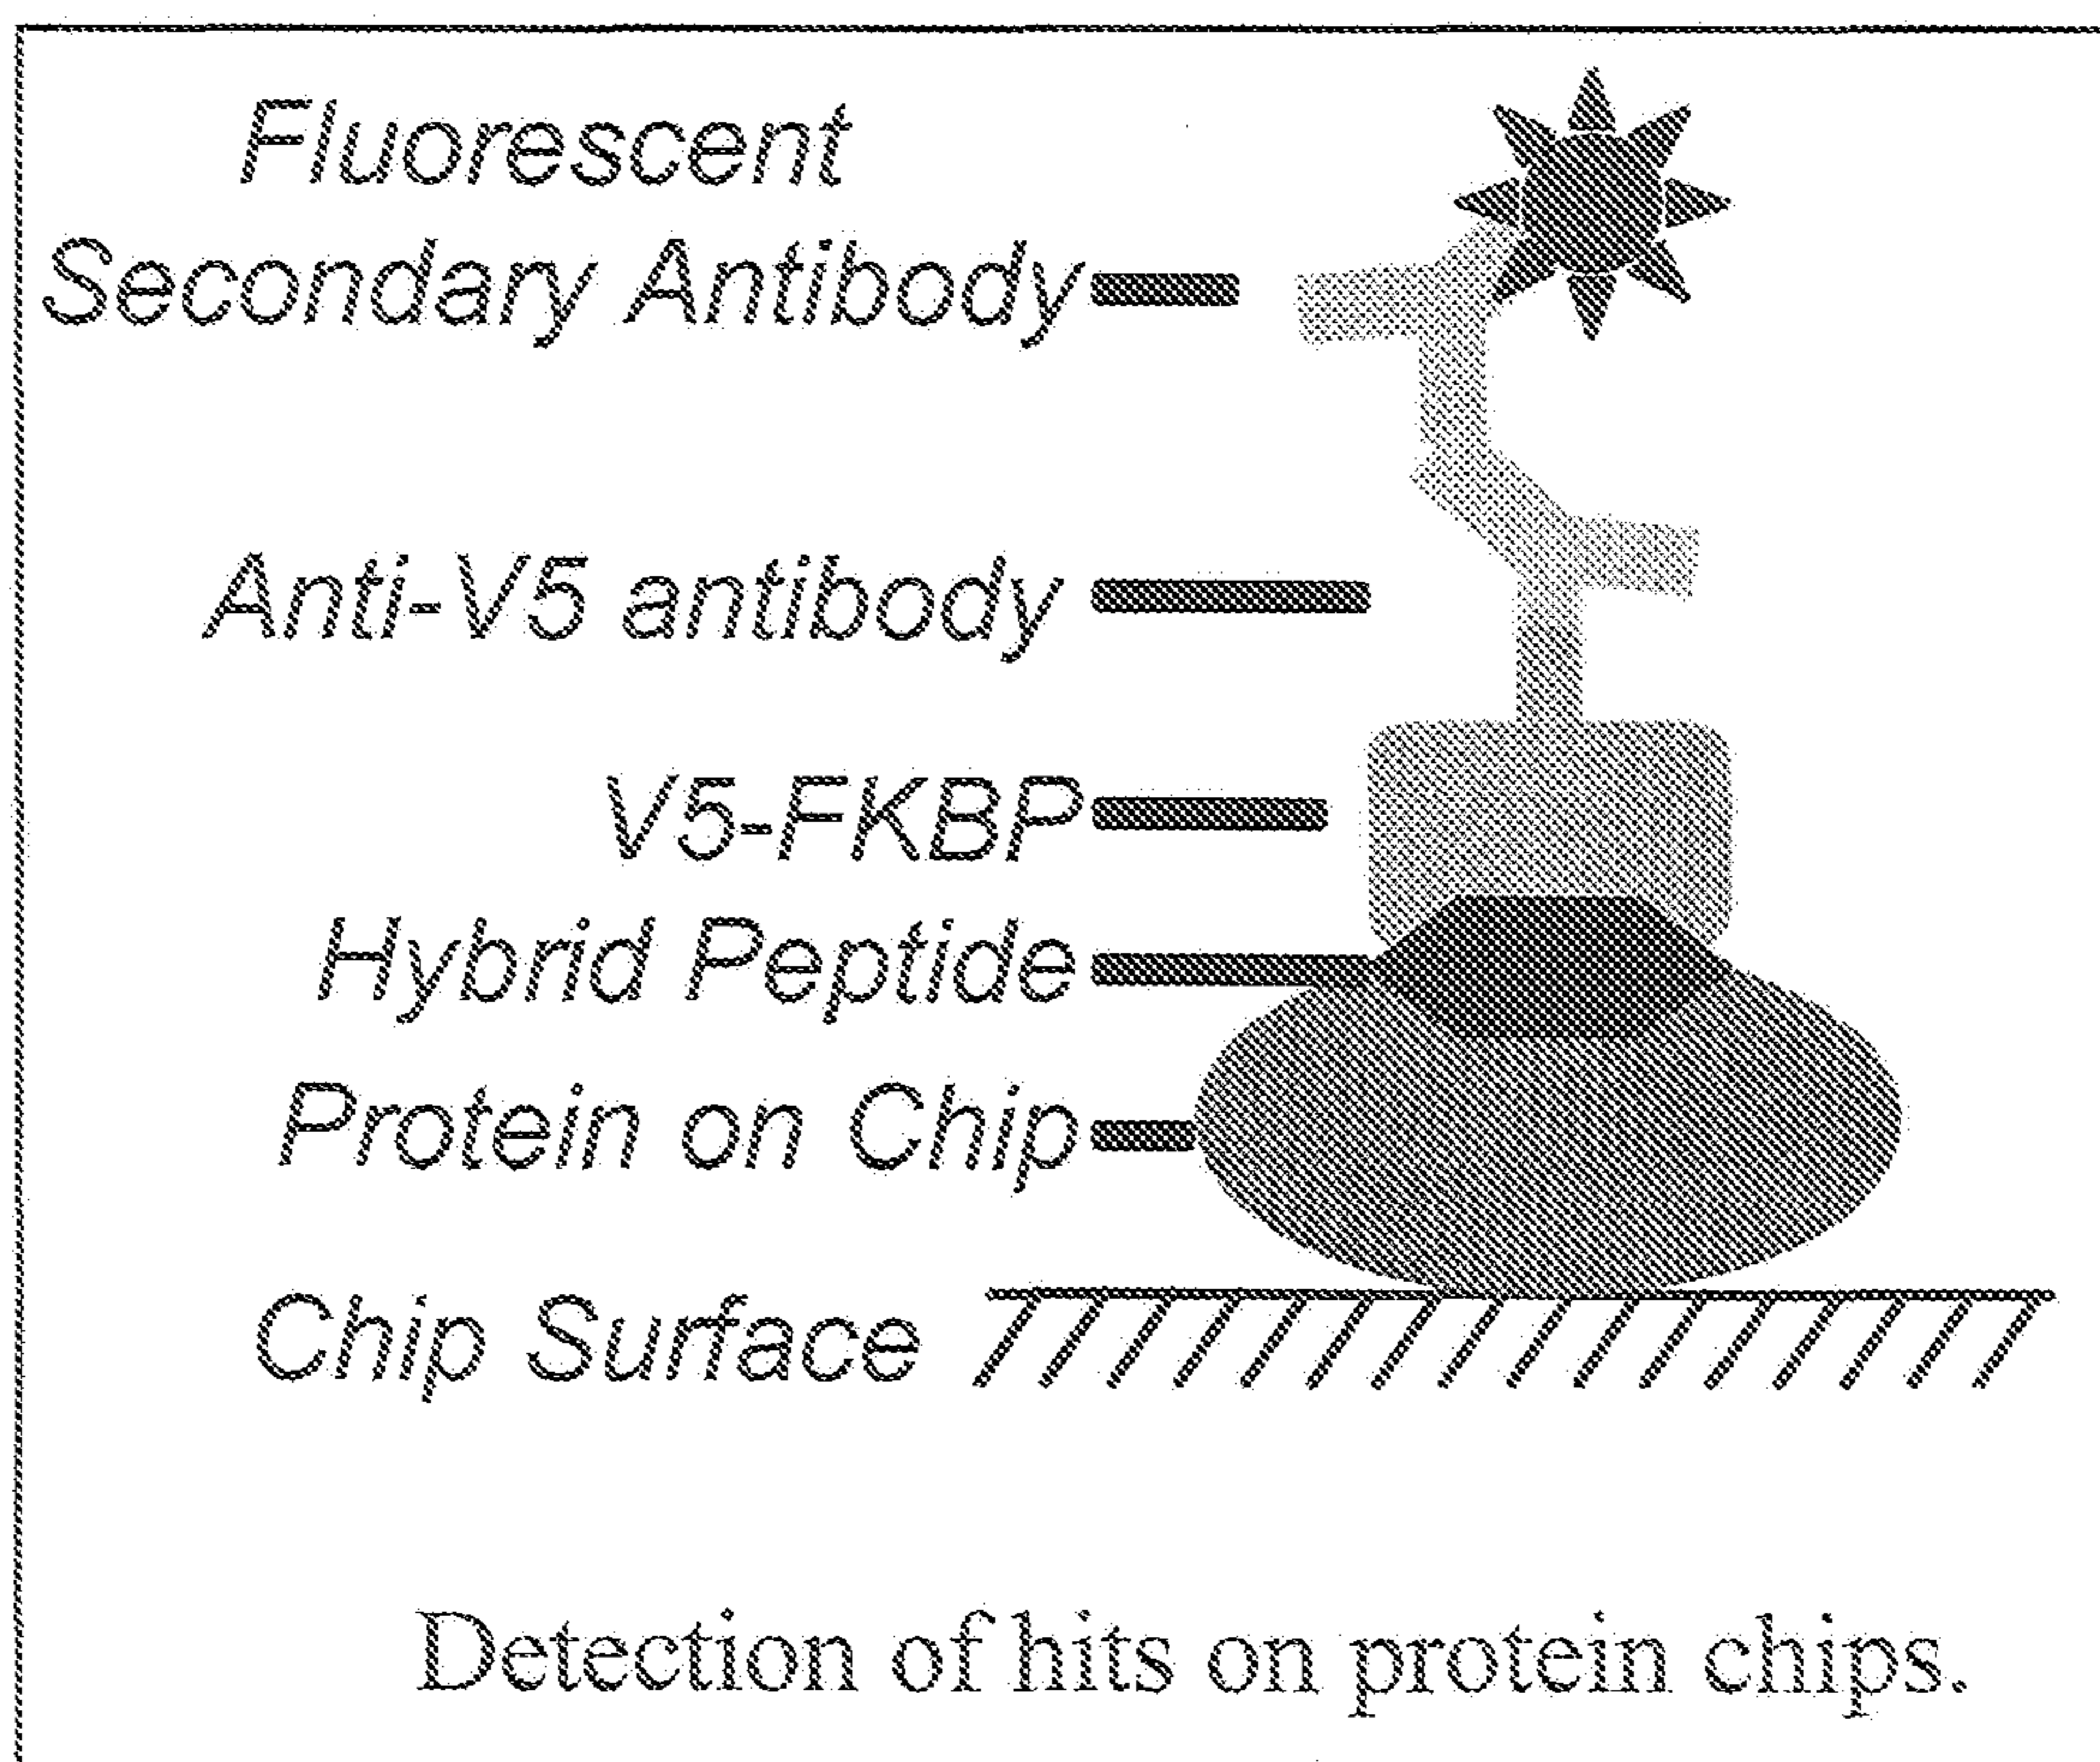 Fluorescent
Secondary Antibody
Anti-V5 antibody
V5-FKBP
Hybrid Peptide
Protein on Chip
Chip Surface
Detection of hits on protein chips.